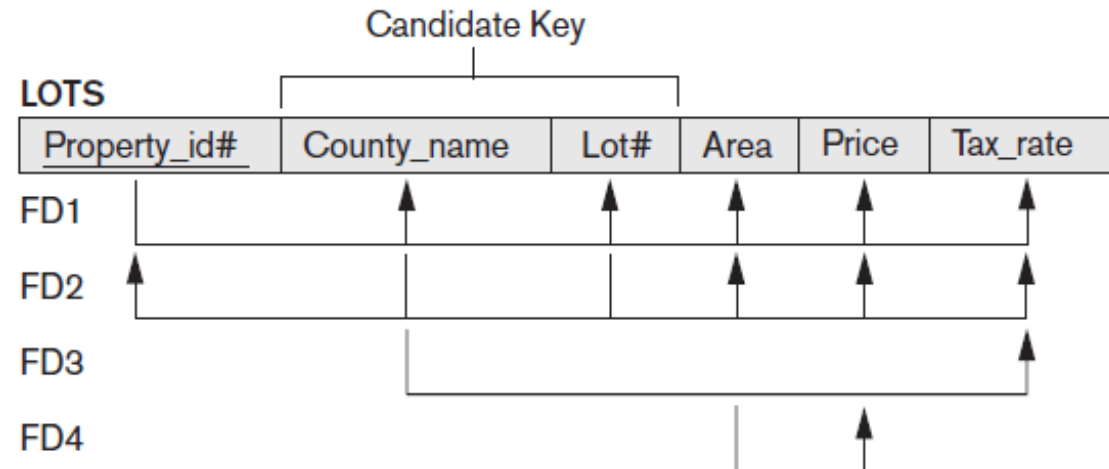 Candidate Key
LOTS
Property_id# County_name Lot# Area Price Tax_rate
FD1
FD2
FD3
FD4